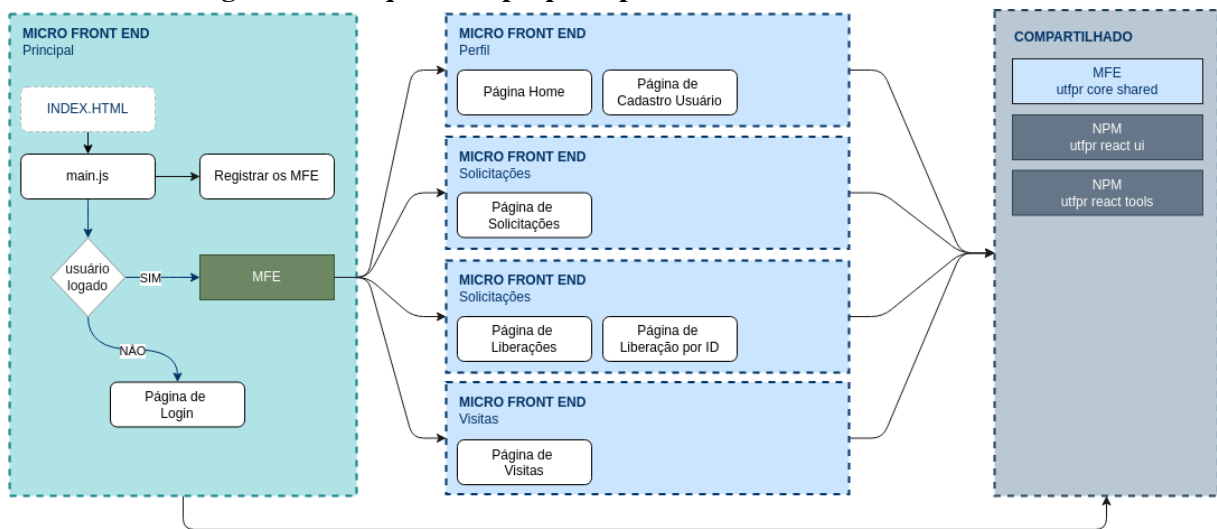 MICRO FRONT END
Principal
INDEX.HTML
main.js
Registrar os MFE
usuário
logado
SIM
MFE
NÃO
Página de
Login
MICRO FRONT END
Perfil
Página Home
Página de
Cadastro Usuário
MICRO FRONT END
Solicitações
Página de
Solicitações
MICRO FRONT END
Solicitações
Página de
Liberações
Página de
Liberação por ID
MICRO FRONT END
Visitas
Página de
Visitas
COMPARTILHADO
MFE
utfpr core shared
NPM
utfpr react ui
NPM
utfpr react tools